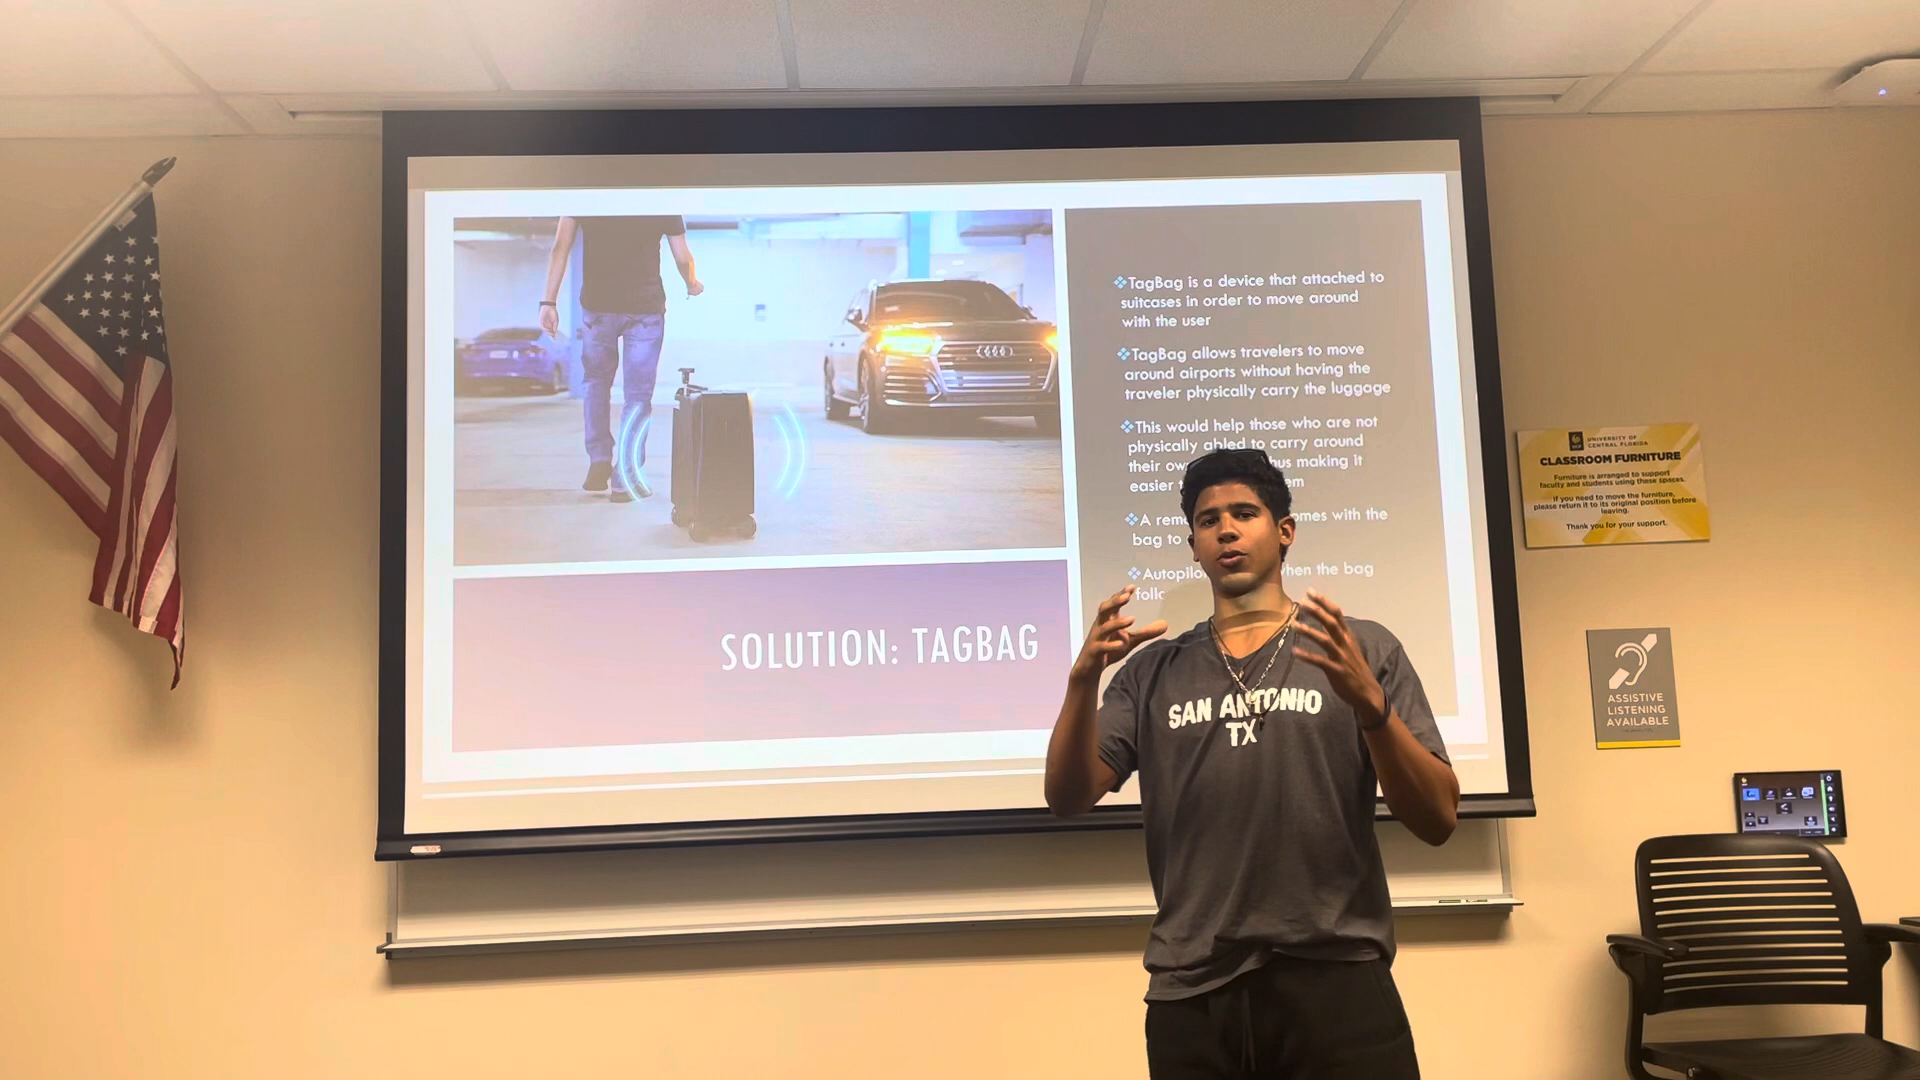 ❖TagBag is a device that attached to
suitcases in order to move around
with the user
❖TagBag allows travelers to move
around airports without having the
traveler physically carry the luggage
❖This would help those who are not
physically abled to carry around
their ow hus making it
easier t em
❖A rem omes with the
bag to
❖Autopilo hen the bag
follo
SOLUTION: TAGBAG
SAN ANTONIO
TX
UNIVERSITY OF
CENTRAL FLORIDA
CLASSROOM FURNITURE
Furniture is arranged to support
faculty and students using these spaces.
If you need to move the furniture,
please return it to its original position before
leaving.
Thank you for your support.
ASSISTIVE
LISTENING
AVAILABLE